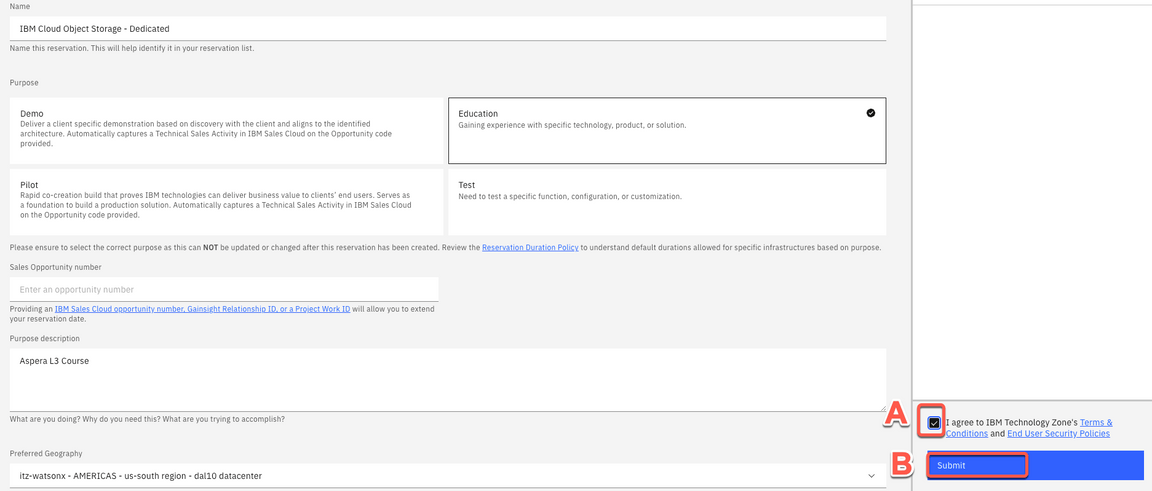 Name
IBM Cloud Object Storage - Dedicated
Name this reservation. This will help identify it in your reservation list.
Purpose
Demo
Deliver a client specific demonstration based on discovery with the client and aligns to the identified
architecture. Automatically captures a Technical Sales Activity in IBM Sales Cloud on the Opportunity code
provided.
Education
Gaining experience with specific technology, product, or solution.
Pilot
Rapid co-creation build that proves IBM technologies can deliver business value to clients' end users. Serves as
a foundation to build a production solution. Automatically captures a Technical Sales Activity in IBM Sales Cloud
on the Opportunity code provided.
Test
Need to test a specific function, configuration, or customization.
Please ensure to select the correct purpose as this can NOT be updated or changed after this reservation has been created. Review the Reservation Duration Policy to understand default durations allowed for specific infrastructures based on purpose.
Sales Opportunity number
Enter an opportunity number
Providing an IBM Sales Cloud opportunity number, Gainsight Relationship ID, or a Project Work ID will allow you to extend
your reservation date.
Purpose description
Aspera L3 Course
What are you doing? Why do you need this? What are you trying to accomplish?
Preferred Geography
itz-watsonx - AMERICAS - us-south region - dal10 datacenter
A
I agree to IBM Technology Zone's Terms &
Conditions and End User Security Policies
B
Submit